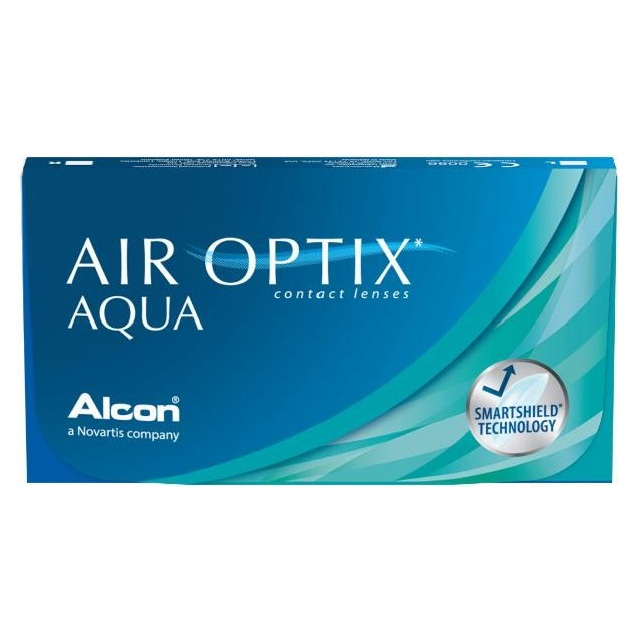 AIR OPTIX*
contact lenses
AQUA
Alcon®
a Novartis company
SMARTSHIELD*
TECHNOLOGY